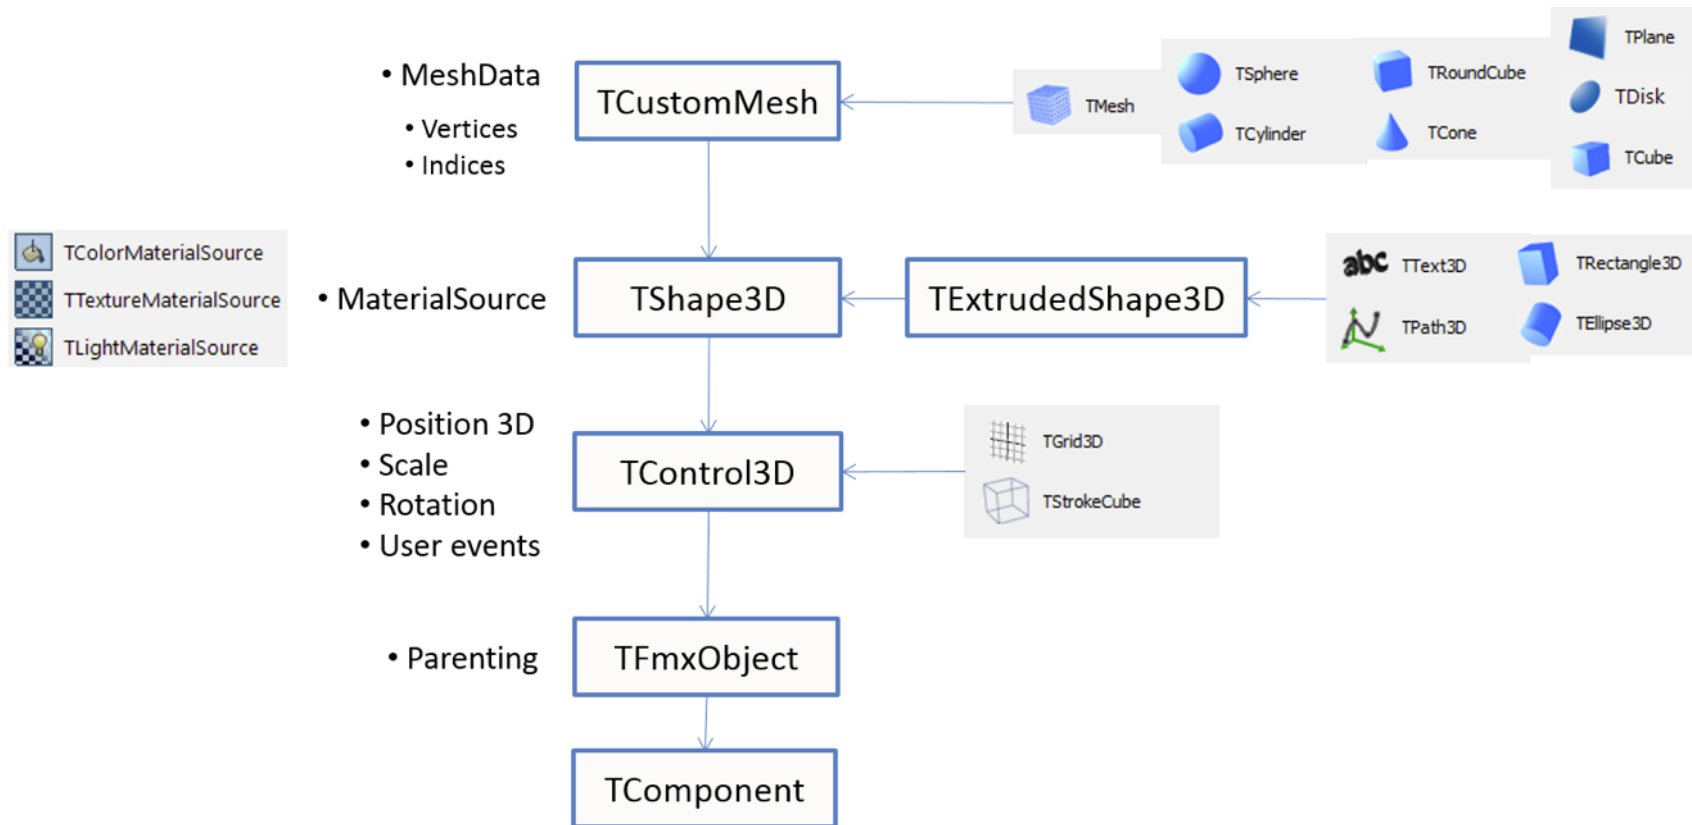 • MeshData
• Vertices
• Indices
TCustomMesh
TMesh
TSphere
TCylinder
TRoundCube
TCone
TPlane
TDisk
TCube
TColorMaterialSource
TTextureMaterialSource
TLightMaterialSource
• MaterialSource
TShape3D
TExtrudedShape3D
abc
TText3D
TPath3D
TRectangle3D
TEllipse3D
• Position 3D
• Scale
• Rotation
• User events
TControl3D
TGrid3D
TStrokeCube
• Parenting
TFmxObject
TComponent